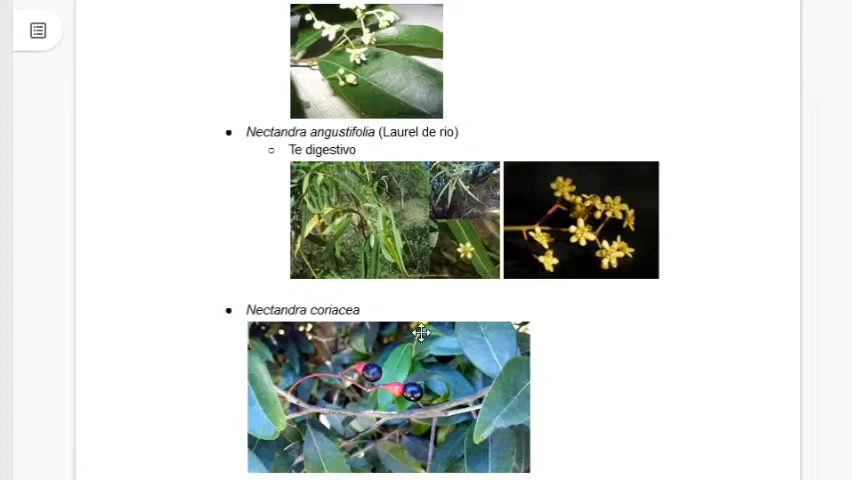 Nectandra angustifolia (Laurel de rio)
Te digestivo
Nectandra coriacea